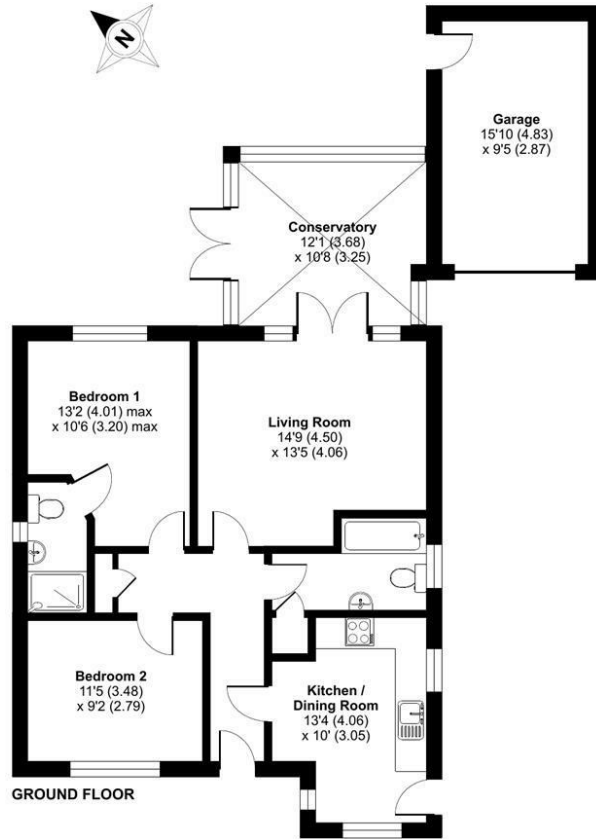 N
Garage
15'10 (4.83)
x 9'5 (2.87)
Conservatory
12'1 (3.68)
x 10'8 (3.25)
Bedroom 1
13'2 (4.01) max
x 10'6 (3.20) max
Living Room
14'9 (4.50)
x 13'5 (4.06)
Bedroom 2
11'5 (3.48)
x 9'2 (2.79)
Kitchen /
Dining Room
13'4 (4.06)
x 10' (3.05)
GROUND FLOOR